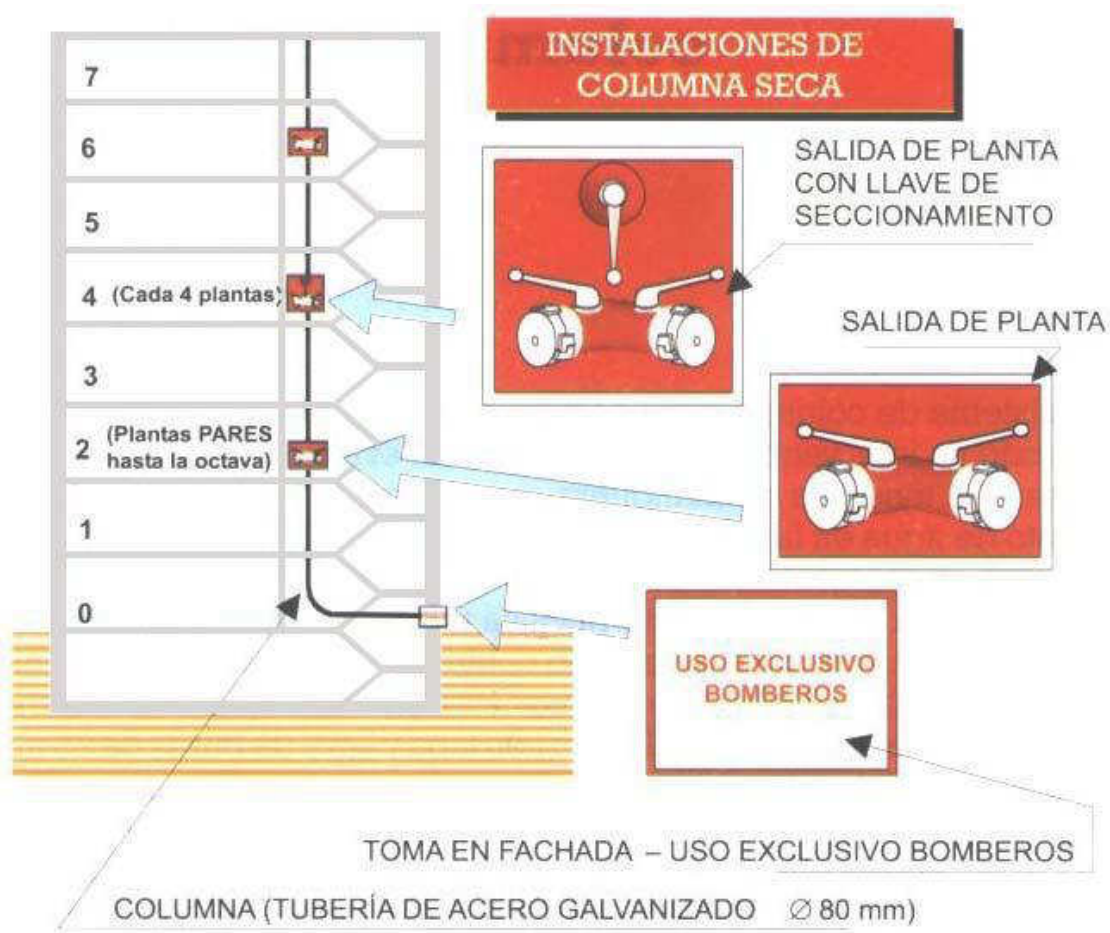 INSTALACIONES DE
COLUMNA SECA
7
6
5
4 (Cada 4 plantas)
3
2 (Plantas PARES
hasta la octava)
1
0
SALIDA DE PLANTA
CON LLAVE DE
SECCIONAMIENTO
SALIDA DE PLANTA
USO EXCLUSIVO
BOMBEROS
TOMA EN FACHADA – USO EXCLUSIVO BOMBEROS
COLUMNA (TUBERÍA DE ACERO GALVANIZADO Ø 80 mm)